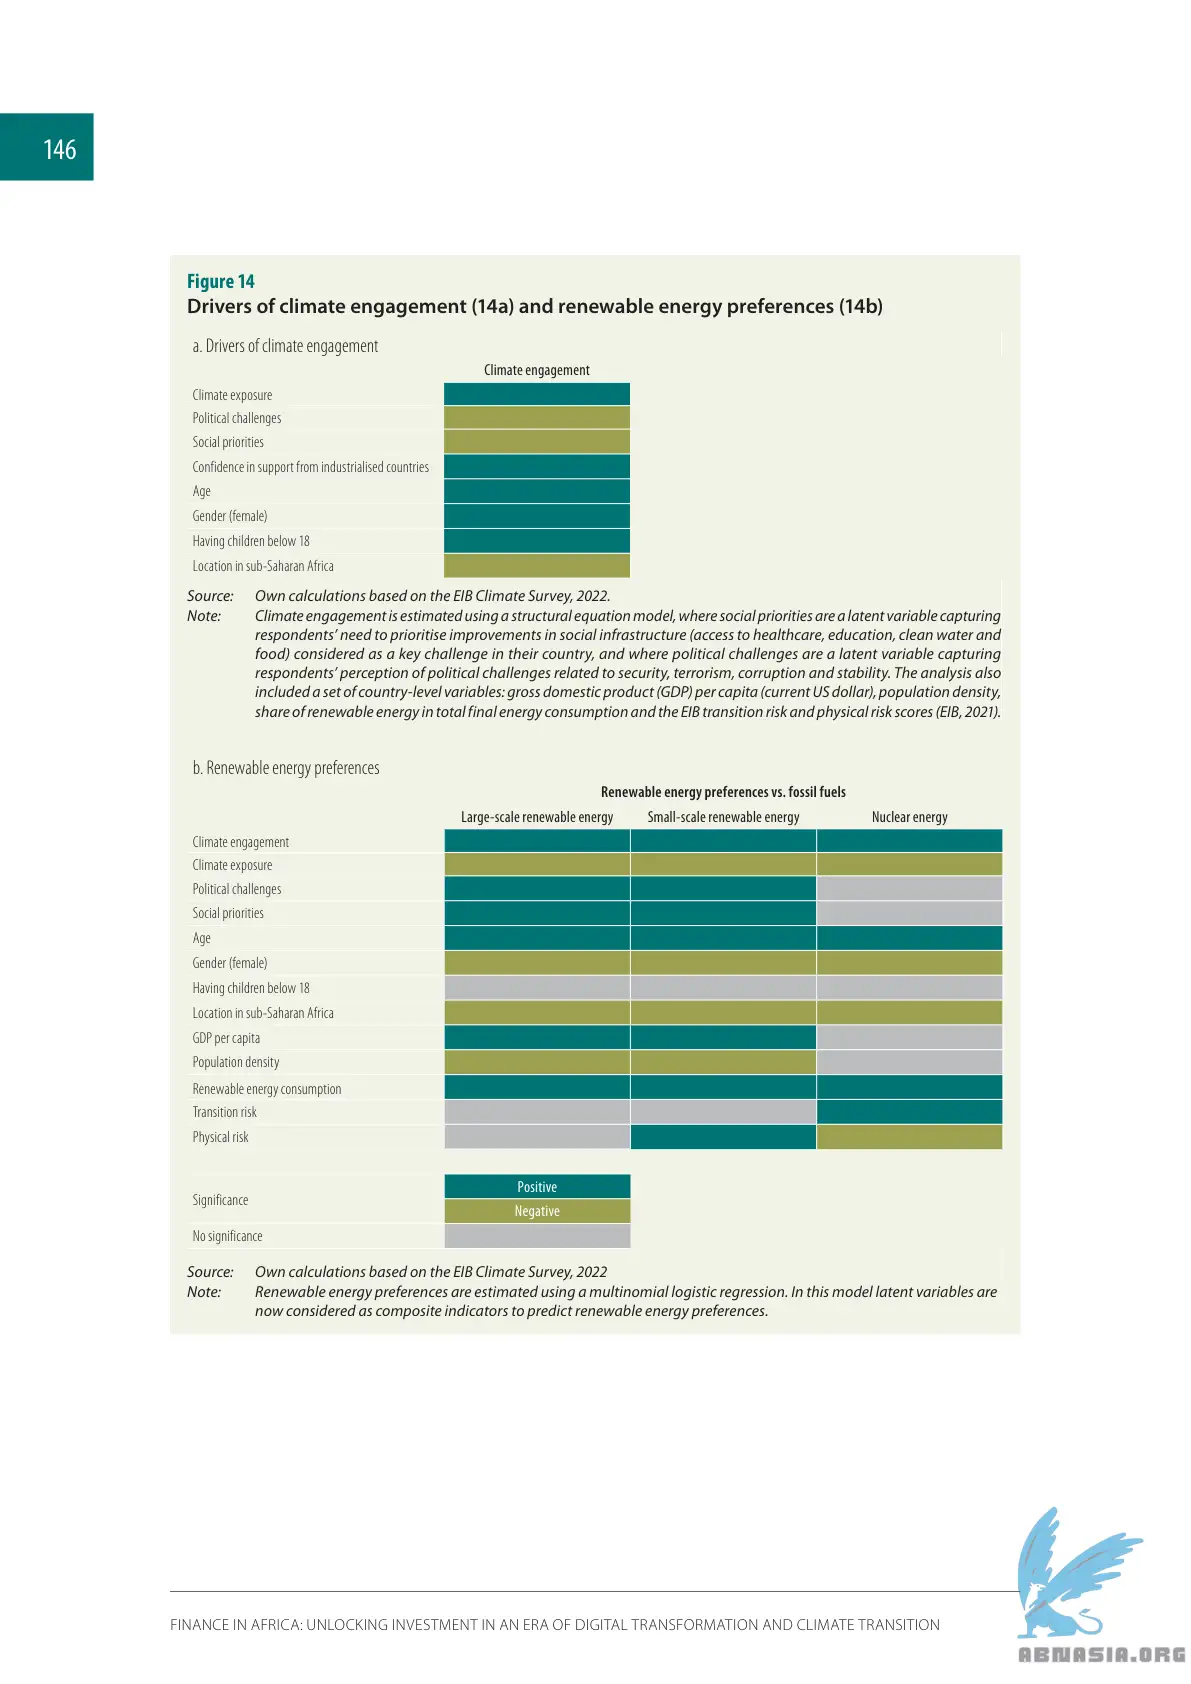 146
Figure 14
Drivers of climate engagement (14a) and renewable energy preferences (14b)
a. Drivers of climate engagement
Climate engagement
Climate exposure
Political challenges
Social priorities
Confidence in support from industrialised countries
Age
Gender (female)
Having children below 18
Location in sub-Saharan Africa
Source: Own calculations based on the EIB Climate Survey, 2022.
Note: Climate engagement is estimated using a structural equation model, where social priorities are a latent variable capturing
respondents’ need to prioritise improvements in social infrastructure (access to healthcare, education, clean water and
food) considered as a key challenge in their country, and where political challenges are a latent variable capturing
respondents’ perception of political challenges related to security, terrorism, corruption and stability. The analysis also
included a set of country-level variables: gross domestic product (GDP) per capita (current US dollar), population density,
share of renewable energy in total final energy consumption and the EIB transition risk and physical risk scores (EIB, 2021).
b. Renewable energy preferences
Renewable energy preferences vs. fossil fuels
Large-scale renewable energy Small-scale renewable energy Nuclear energy
Climate engagement
Climate exposure
Political challenges
Social priorities
Age
Gender (female)
Having children below 18
Location in sub-Saharan Africa
GDP per capita
Population density
Renewable energy consumption
Transition risk
Physical risk
Positive
Significance
Negative
No significance
Source: Own calculations based on the EIB Climate Survey, 2022
Note: Renewable energy preferences are estimated using a multinomial logistic regression. In this model latent variables are
now considered as composite indicators to predict renewable energy preferences.
FINANCE IN AFRICA: UNLOCKING INVESTMENT IN AN ERA OF DIGITAL TRANSFORMATION AND CLIMATE TRANSITION
ABNASIA.ORG